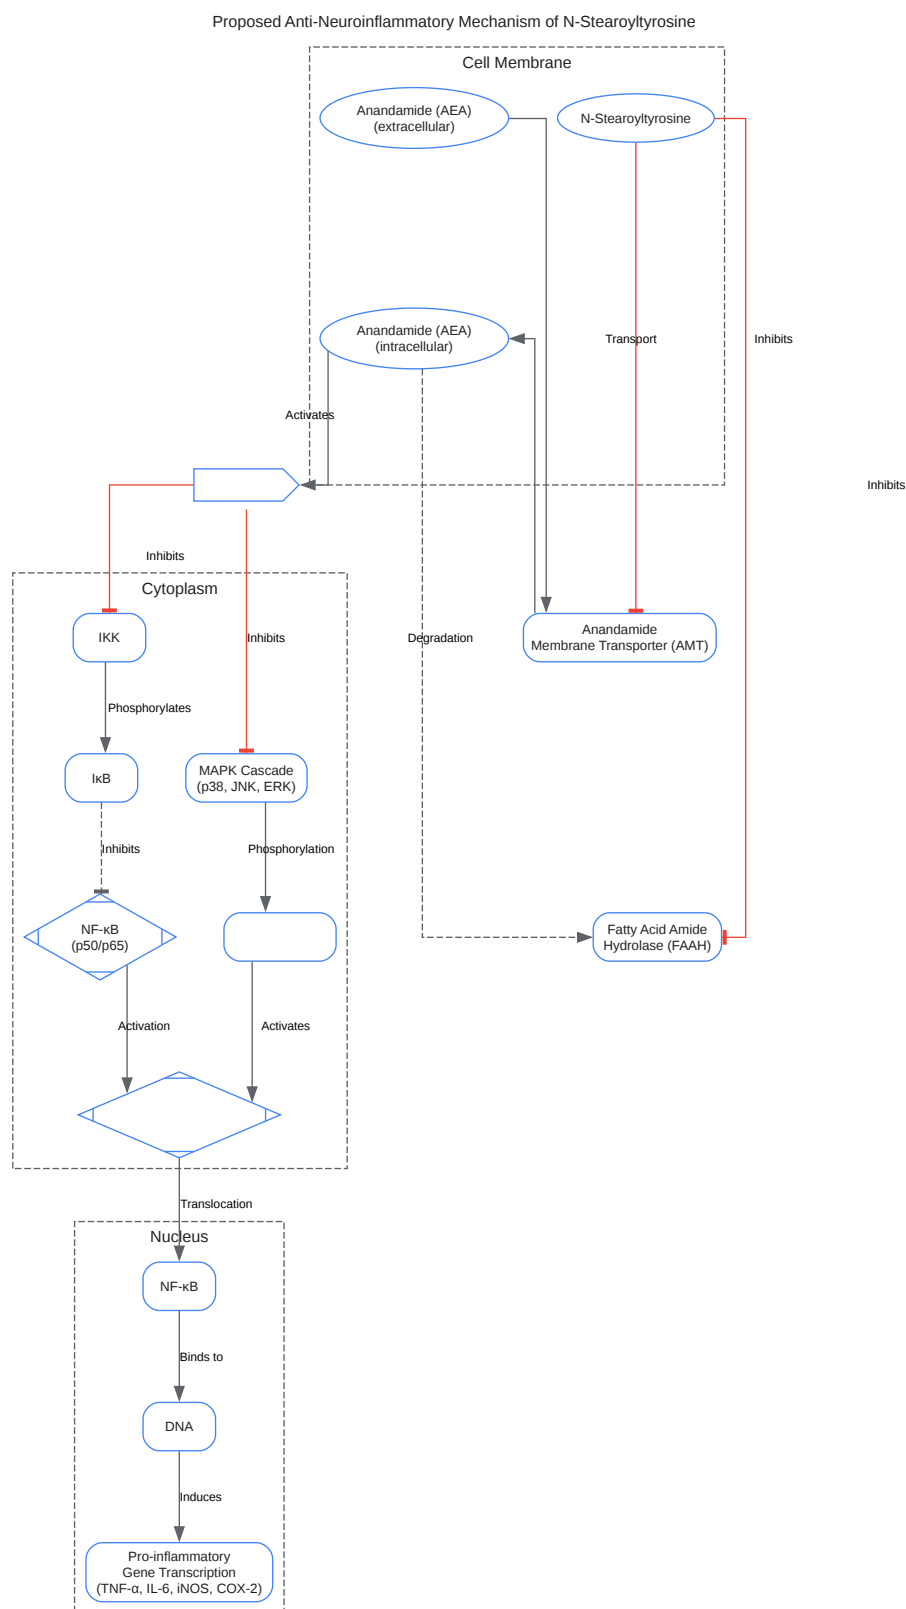 Proposed Anti-Neuroinflammatory Mechanism of N-Stearoyltyrosine
Cell Membrane
Anandamide (AEA)
(extracellular)
N-Stearoyltyrosine
Anandamide (AEA)
(intracellular)
Transport
Inhibits
Activates
Inhibits
Inhibits
Cytoplasm
IKK
Inhibits
Degradation
Anandamide
Membrane Transporter (AMT)
Phosphorylates
IκB
MAPK Cascade
(p38, JNK, ERK)
Inhibits
Phosphorylation
NF-κB
(p50/p65)
Fatty Acid Amide
Hydrolase (FAAH)
Activation
Activates
Translocation
Nucleus
NF-κB
Binds to
DNA
Induces
Pro-inflammatory
Gene Transcription
(TNF-α, IL-6, iNOS, COX-2)